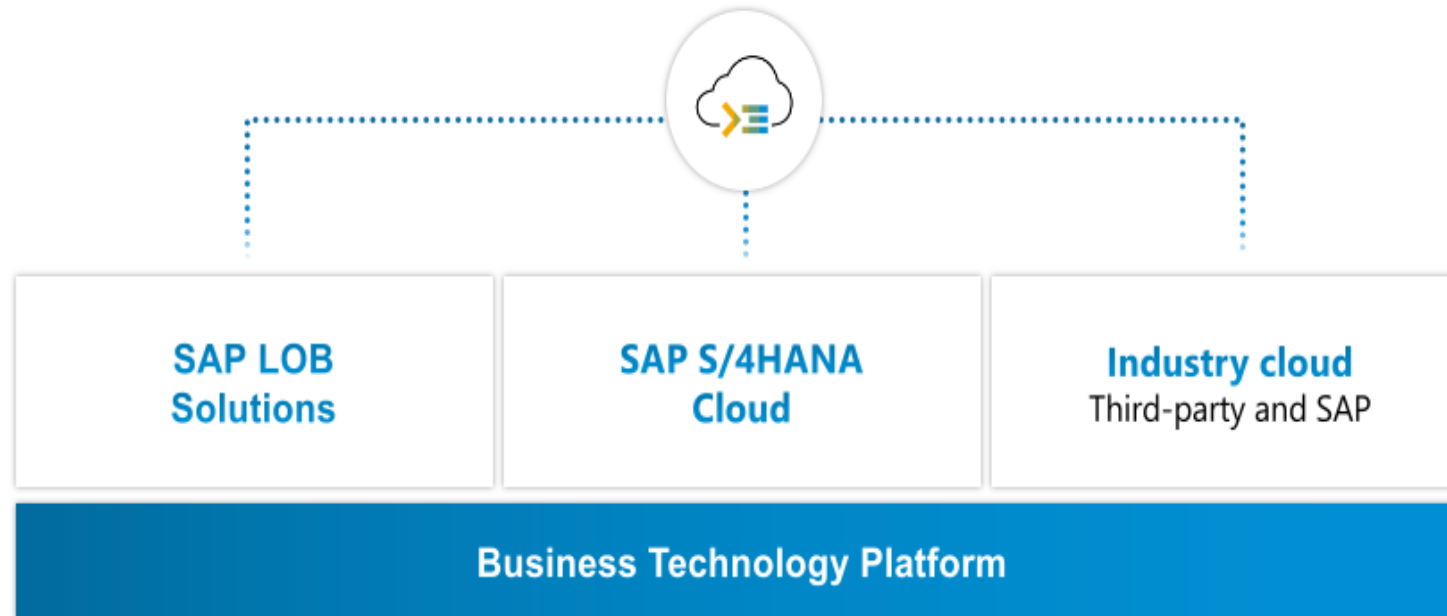 SAP LOB
Solutions
SAP S/4HANA
Cloud
Industry cloud
Third-party and SAP
Business Technology Platform